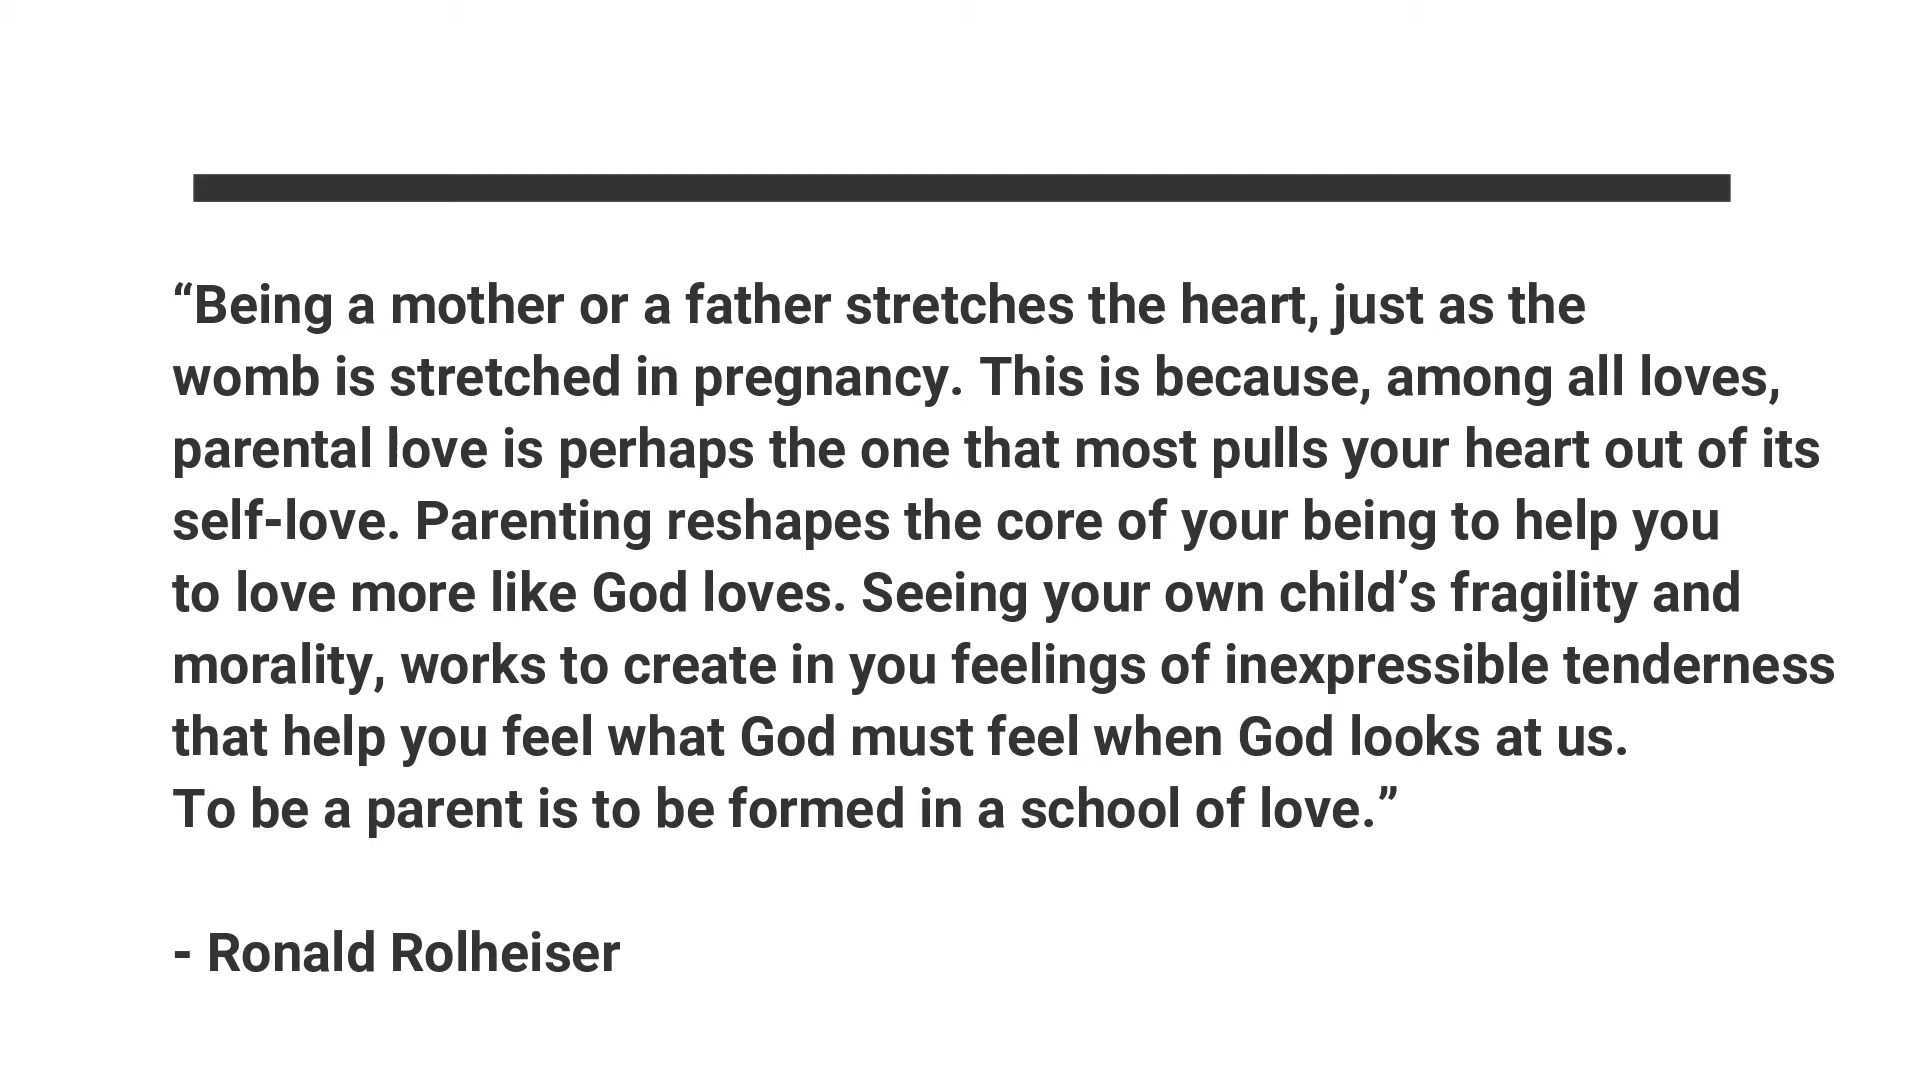 “Being a mother or a father stretches the heart, just as the
womb is stretched in pregnancy. This is because, among all loves,
parental love is perhaps the one that most pulls your heart out of its
self-love. Parenting reshapes the core of your being to help you
to love more like God loves. Seeing your own child’s fragility and
morality, works to create in you feelings of inexpressible tenderness
that help you feel what God must feel when God looks at us.
To be a parent is to be formed in a school of love.”
- Ronald Rolheiser